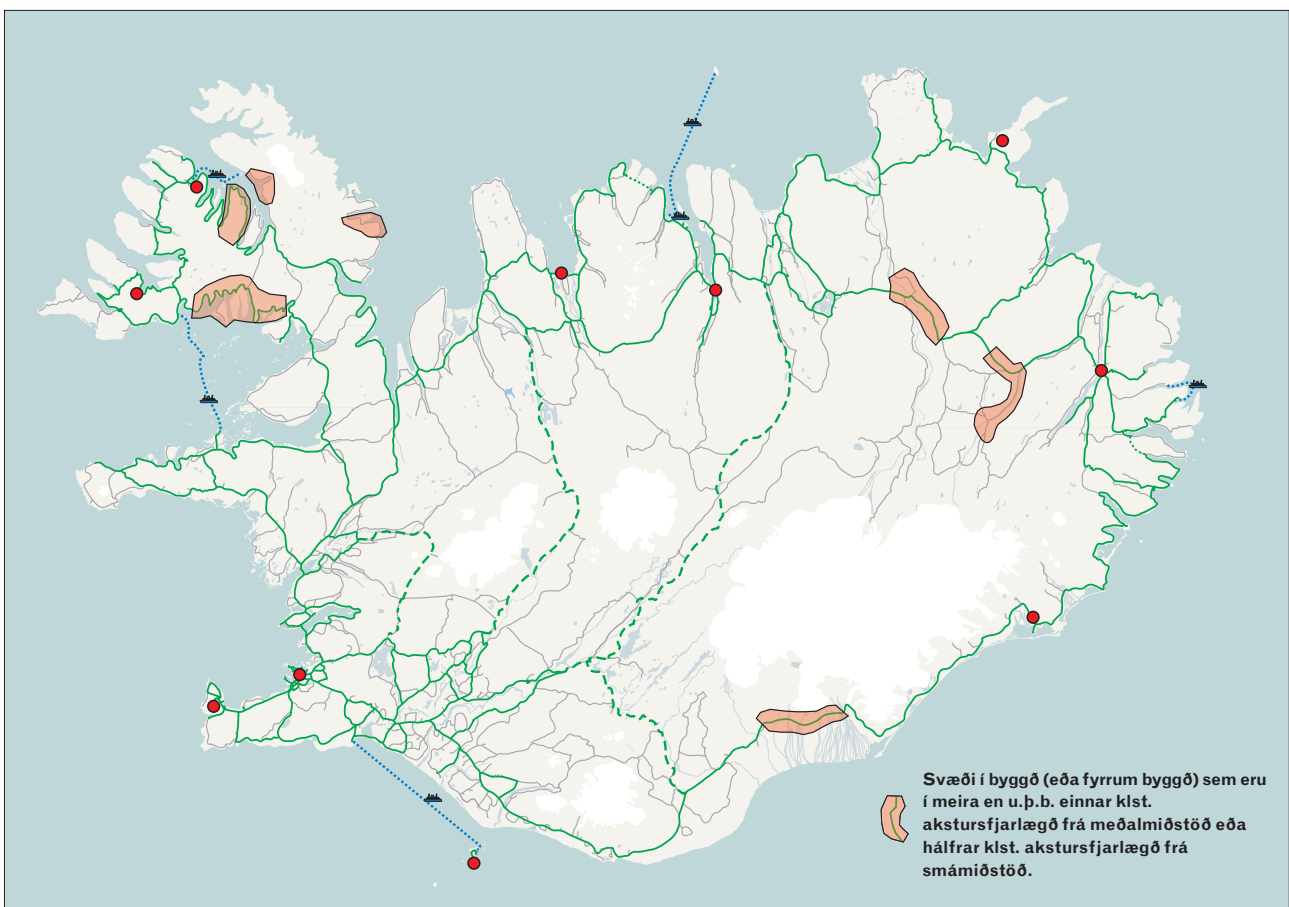 Svæði í byggð (eða fyrrum byggð) sem eru
í meira en u.þ.b. einnar klst.
akstursfjarlægð frá meðalmiðstöð eða
hálfrar klst. akstursfjarlægð frá
smámiðstöð.